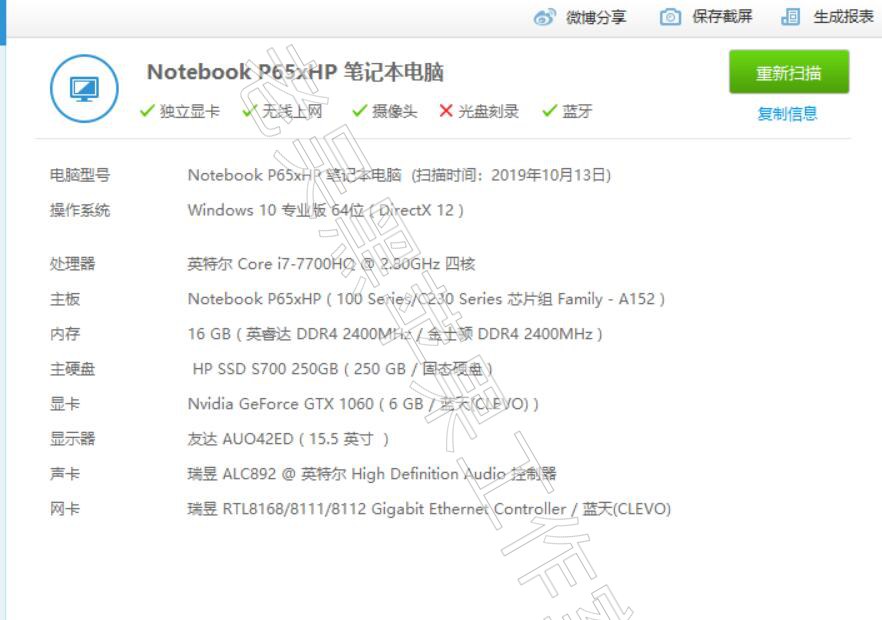 微博分享 保存截屏 生成报表
Notebook P65xHP 笔记本电脑
重新扫描
独立显卡 无线上网 摄像头 光盘刻录 蓝牙
复制信息
电脑型号 Notebook P65xHP 笔记本电脑 (扫描时间：2019年10月13日)
操作系统 Windows 10 专业版 64位 ( DirectX 12 )
处理器 英特尔 Core i7-7700HQ @ 2.80GHz 四核
主板 Notebook P65xHP ( 100 Series/C230 Series 芯片组 Family - A152 )
内存 16 GB ( 英睿达 DDR4 2400MHz / 金士顿 DDR4 2400MHz )
主硬盘 HP SSD S700 250GB ( 250 GB / 固态硬盘 )
显卡 Nvidia GeForce GTX 1060 ( 6 GB / 蓝天(CLEVO) )
显示器 友达 AUO42ED ( 15.5 英寸 )
声卡 瑞昱 ALC892 @ 英特尔 High Definition Audio 控制器
网卡 瑞昱 RTL8168/8111/8112 Gigabit Ethernet Controller / 蓝天(CLEVO)
老吴黑苹果工作室